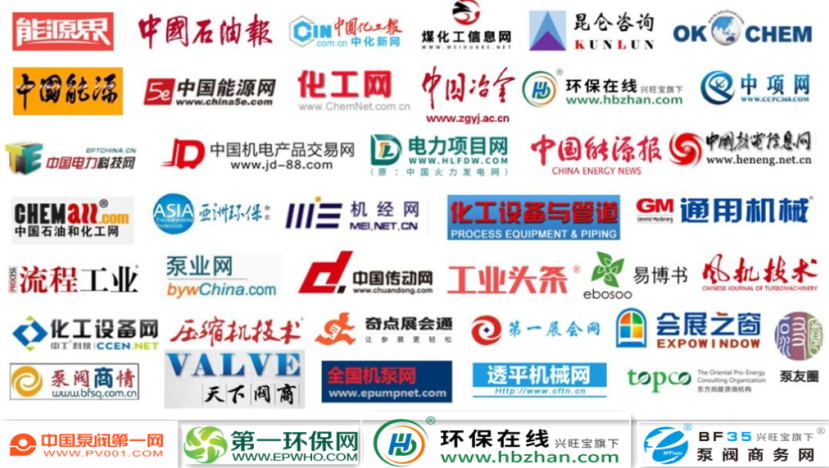 能源界
中國石油報
CIN 中國化工報
.com.cn 中化新网
煤化工信息网
WWW.MEIHUAKE.NET
昆仑咨询
KUNLUN
OK CHEM
中国能源
5e 中国能源网
www.china5e.com
化工网
www.ChemNet.com.cn
中国冶金
www.zgyj.ac.cn
环保在线 兴旺宝旗下
www.hbzhan.com
中项网
WWW.CCPC360.COM
EPTCHINA.CN
中国电力科技网
JD 中国机电产品交易网
www.jd-88.com
电力项目网
WWW.HLFDW.COM
(原：中国火力发电网)
中国能源报
CHINA ENERGY NEWS
中国核电信息网
www.heneng.net.cn
CHEMall.com
中国石油和化工网
ASIA 亚洲环保 杂志
MIE 机经网
MEI.NET.CN
化工设备与管道
PROCESS EQUIPMENT & PIPING
GM 通用机械
General Machinery
PROCESS 流程工业
泵业网
bywChina.com
中国传动网
www.chuandong.com
工业头条
易博书
ebosoo
风机技术
CHINESE JOURNAL OF TURBOMACHINERY
化工设备网
中工科技 CCEN.NET
压缩机技术
奇点展会通
让参展更轻松
第一展会网
会展之窗
EXPOWINDOW
泵阀商情
www.bfsq.com.cn
VALVE
天下阀商
全国机泵网
www.epumpnet.com
透平机械网
Http://www.cftn.cn
topco
The Oriental Pro-Energy
Consulting Organization
东方尚能咨询机构
泵友圈
中国泵阀第一网
WWW.PV001.COM
第一环保网
WWW.EPWHO.COM
环保在线 兴旺宝旗下
www.hbzhan.com
BF35 兴旺宝旗下
泵阀商务网